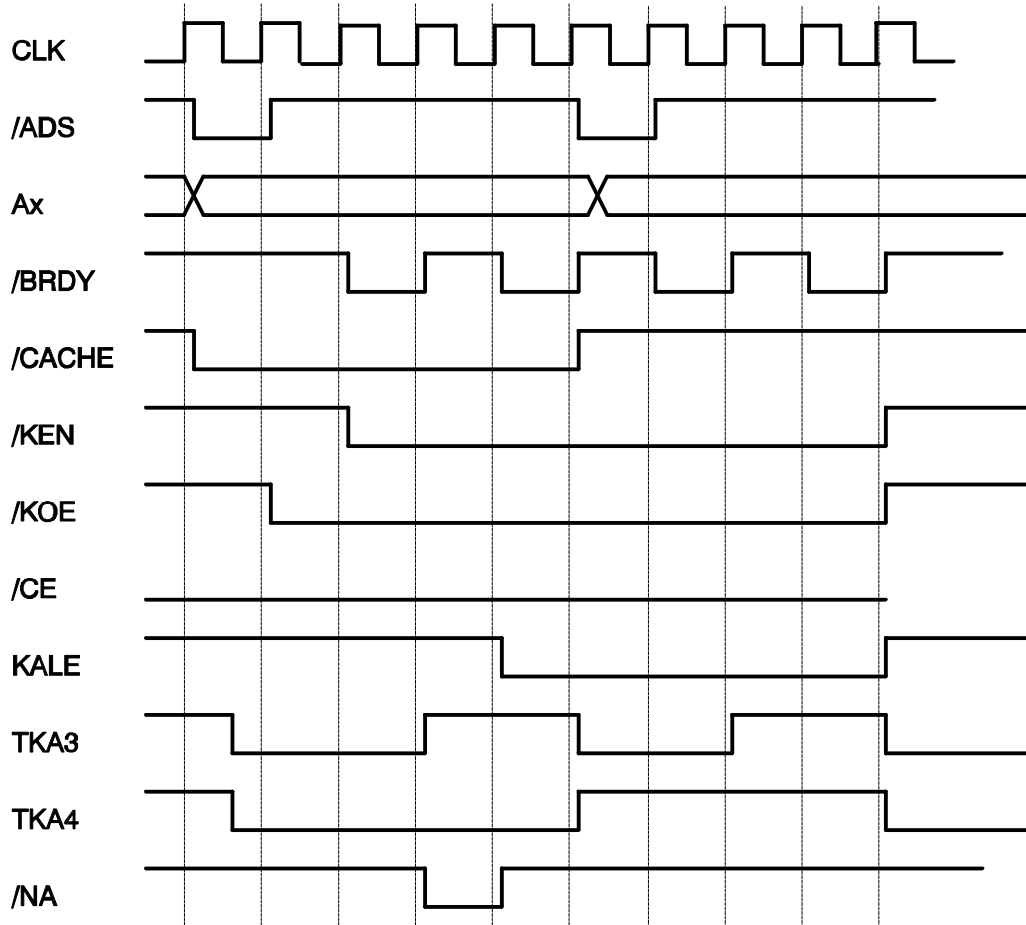 CLK
/ADS
Ax
/BRDY
/CACHE
/KEN
/KOE
/CE
KALE
TKA3
TKA4
/NA